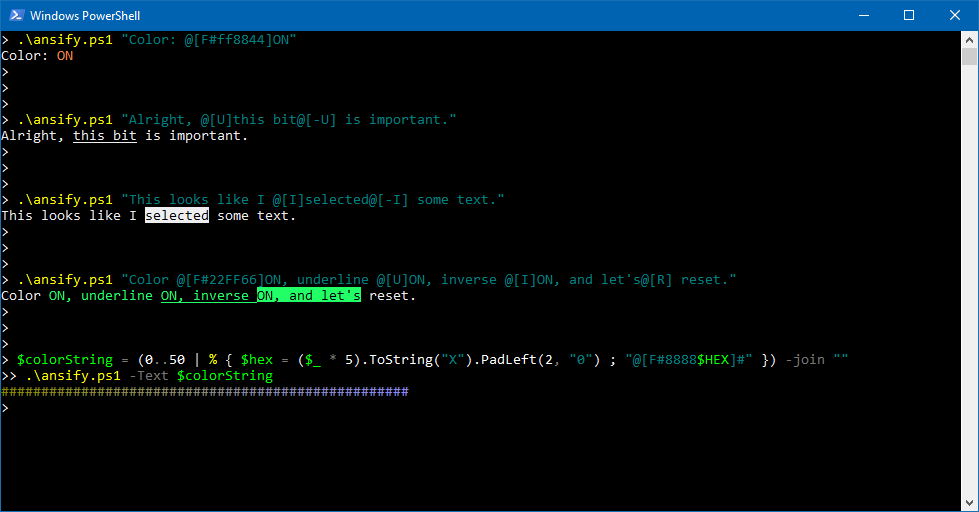 Windows PowerShell
> .\ansify.ps1 "Color: @[F#ff8844]ON"
Color: ON
>
>
>
> .\ansify.ps1 "Alright, @[U]this bit@[-U] is important."
Alright, this bit is important.
>
>
>
> .\ansify.ps1 "This looks like I @[I]selected@[-I] some text."
This looks like I selected some text.
>
>
>
> .\ansify.ps1 "Color @[F#22FF66]ON, underline @[U]ON, inverse @[I]ON, and let's@[R] reset."
Color ON, underline ON, inverse ON, and let's reset.
>
>
>
> $colorString = (0..50 | % { $hex = ($_ * 5).ToString("X").PadLeft(2, "0") ; "@[F#8888$HEX]#" }) -join ""
>> .\ansify.ps1 -Text $colorString
###################################################
>